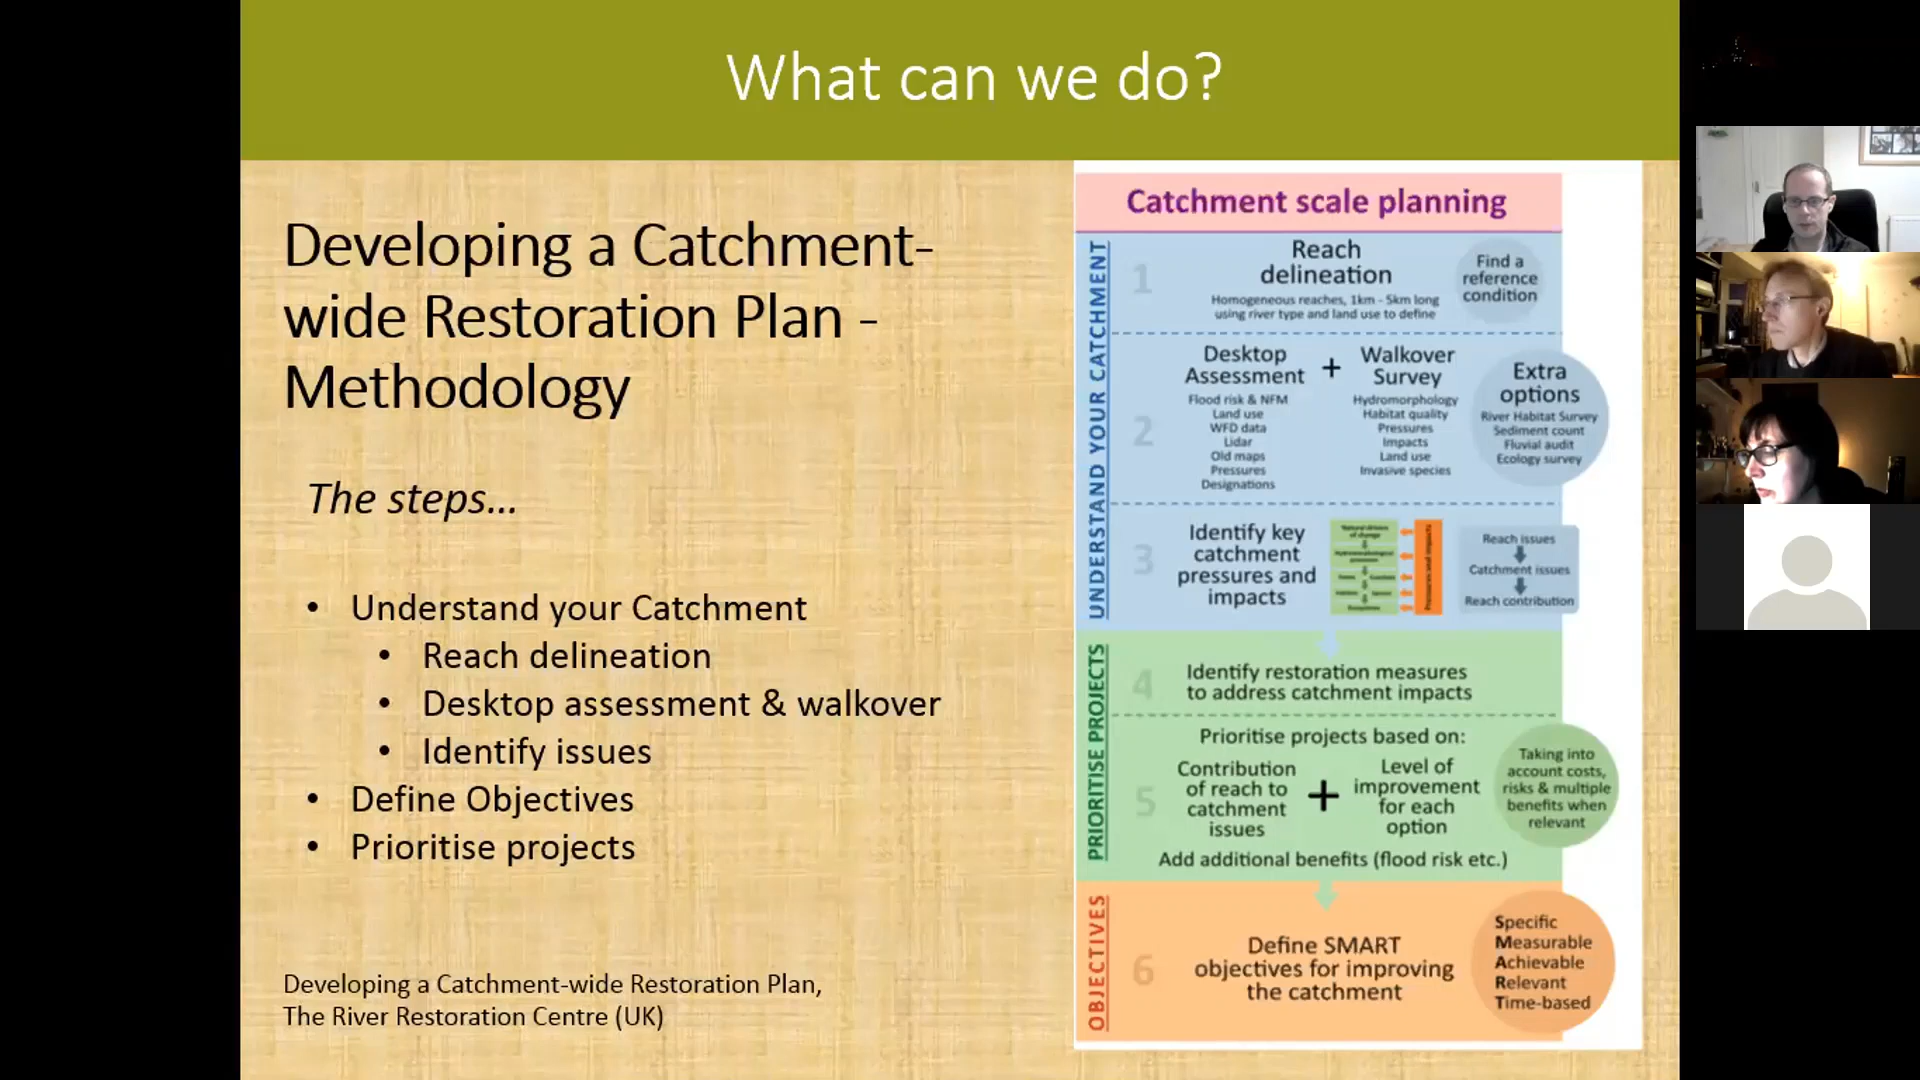 What can we do?
Developing a Catchment-
wide Restoration Plan -
Methodology
The steps...
• Understand your Catchment
• Reach delineation
• Desktop assessment & walkover
• Identify issues
• Define Objectives
• Prioritise projects
Developing a Catchment-wide Restoration Plan,
The River Restoration Centre (UK)
Catchment scale planning
UNDERSTAND YOUR CATCHMENT
1
Reach
delineation
Homogeneous reaches, 1km - 5km long
using river type and land use to define
Find a
reference
condition
2
Desktop
Assessment
Flood risk & NFM
Land use
WFD data
Lidar
Old maps
Pressures
Designations
+
Walkover
Survey
Hydromorphology
Habitat quality
Pressures
Impacts
Land use
Invasive species
Extra
options
River Habitat Survey
Sediment count
Fluvial audit
Ecology survey
3
Identify key
catchment
pressures and
impacts
Pressures and impacts
Reach issues
Catchment issues
Reach contribution
PRIORITISE PROJECTS
4
Identify restoration measures
to address catchment impacts
5
Prioritise projects based on:
Contribution
of reach to
catchment
issues
+
Level of
improvement
for each
option
Add additional benefits (flood risk etc.)
Taking into
account costs,
risks & multiple
benefits when
relevant
OBJECTIVES
6
Define SMART
objectives for improving
the catchment
Specific
Measurable
Achievable
Relevant
Time-based